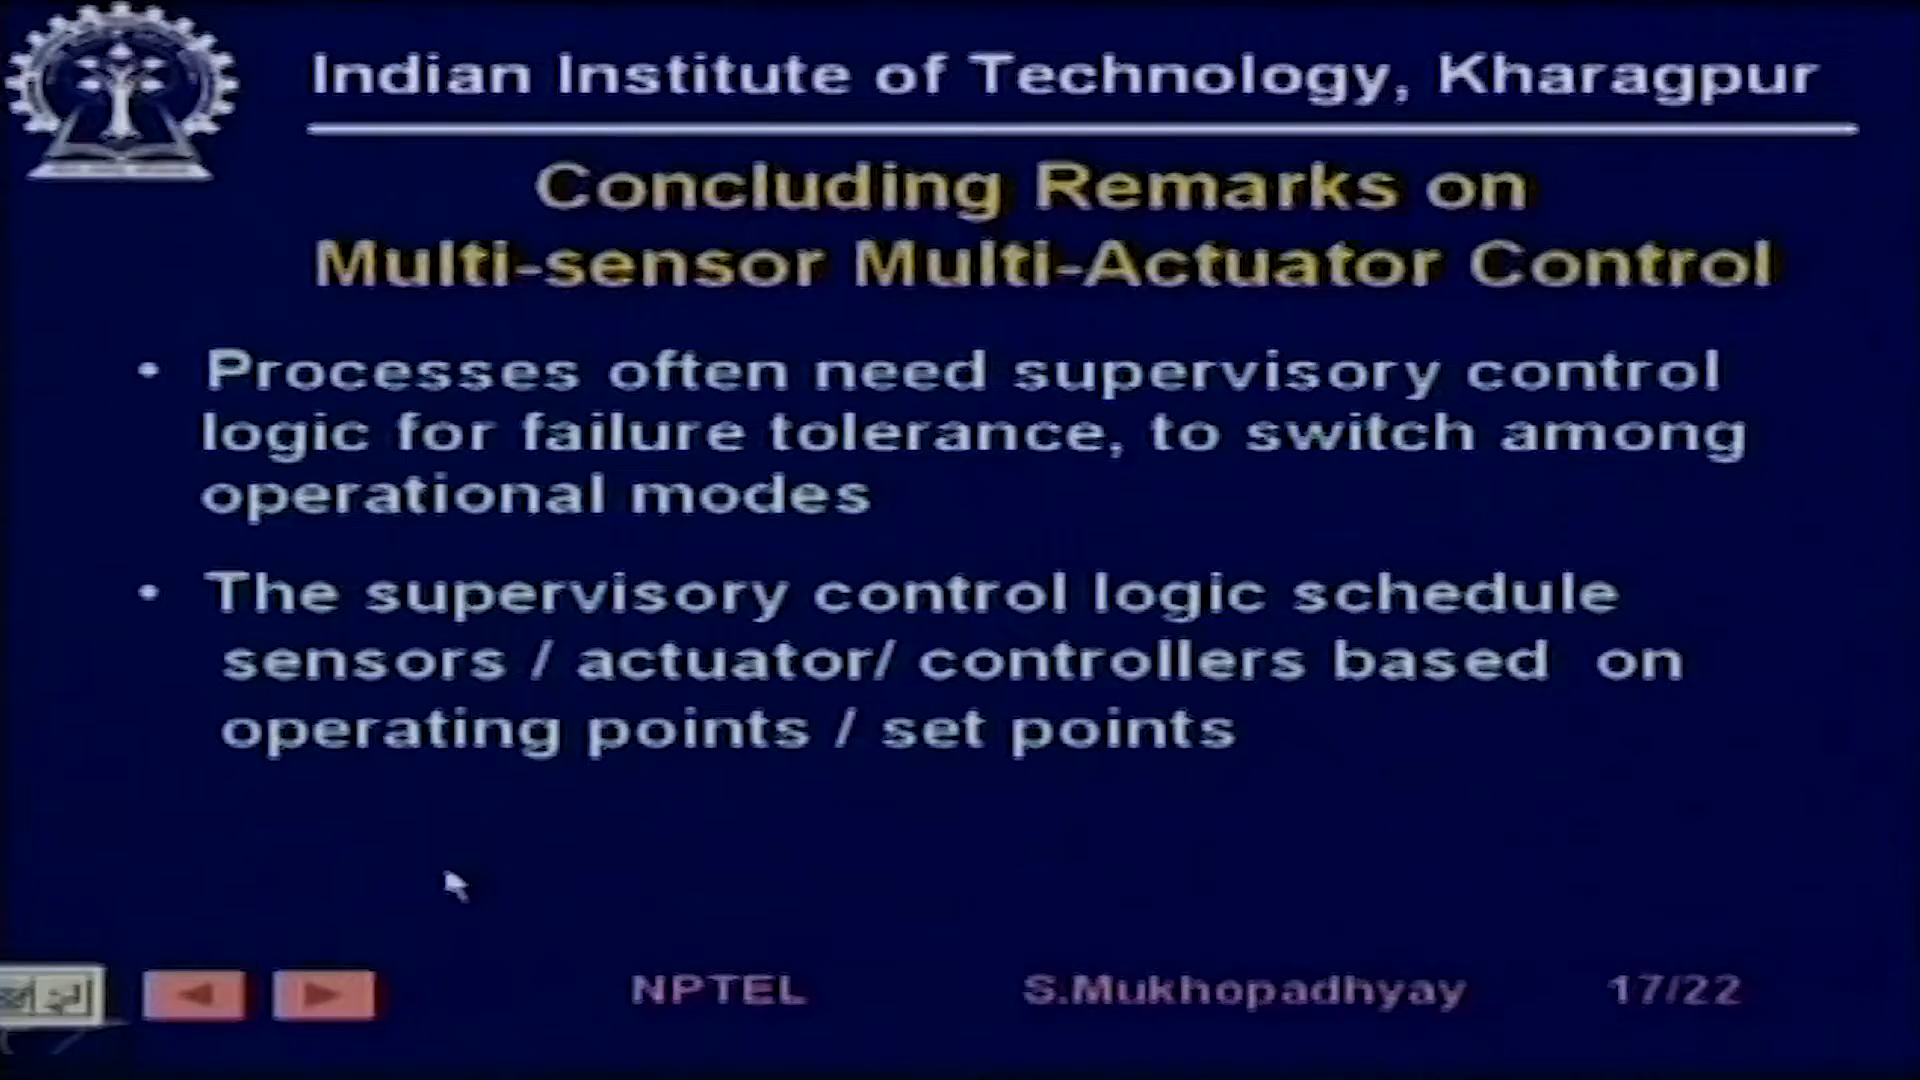 Indian Institute of Technology, Kharagpur
Concluding Remarks on
Multi-sensor Multi-Actuator Control
• Processes often need supervisory control
logic for failure tolerance, to switch among
operational modes
• The supervisory control logic schedule
sensors / actuator/ controllers based on
operating points / set points
NPTEL S.Mukhopadhyay 17/22